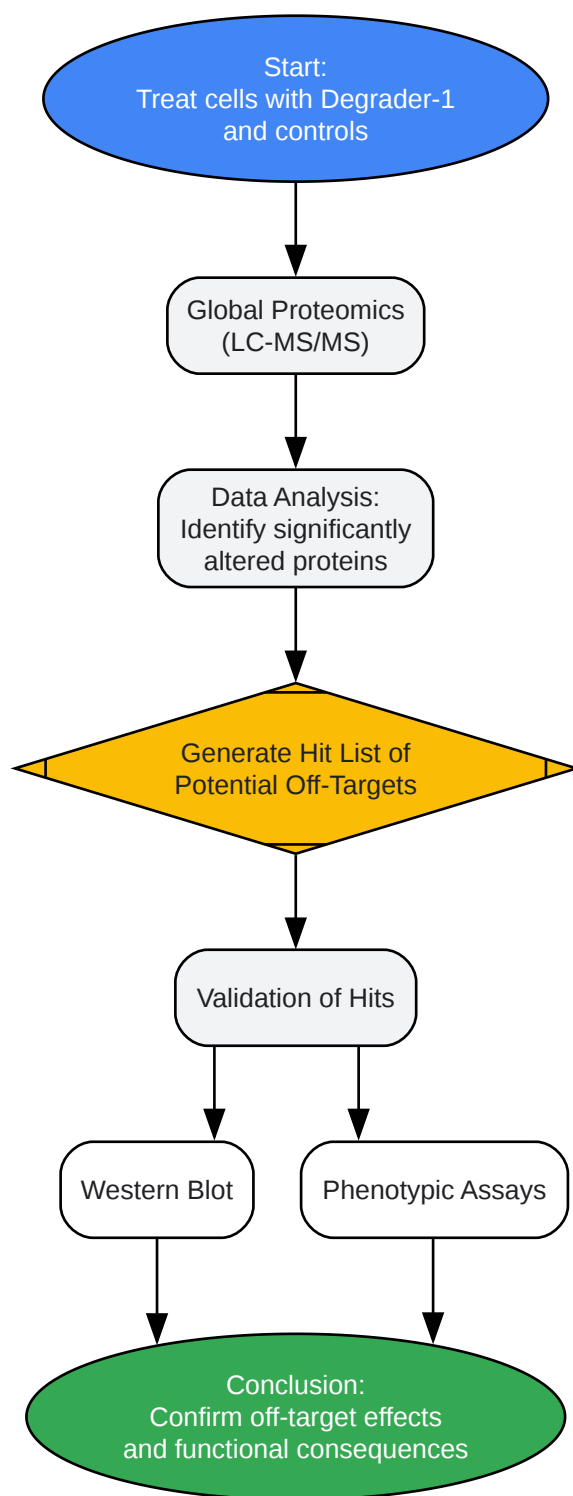 Start:
Treat cells with Degrader-1
and controls
Global Proteomics
(LC-MS/MS)
Data Analysis:
Identify significantly
altered proteins
Generate Hit List of
Potential Off-Targets
Validation of Hits
Western Blot
Phenotypic Assays
Conclusion:
Confirm off-target effects
and functional consequences